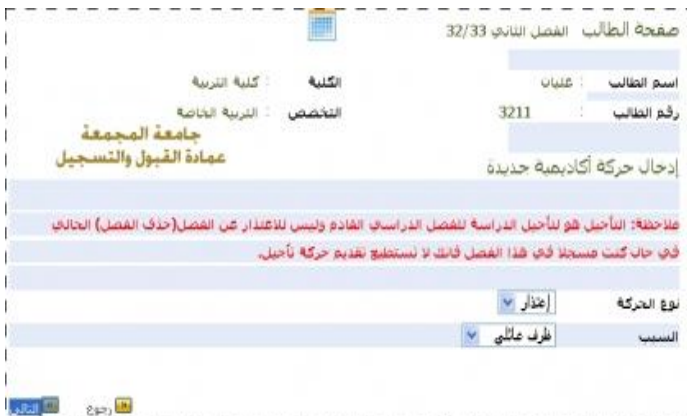 صفحة الطالب الفصل الثاني 32/33
اسم الطالب : عليان الكلية : كلية التربية
رقم الطالب : 3211 التخصص : التربية الخاصة
جامعة المجمعة
عمادة القبول والتسجيل
إدخال حركة أكاديمية جديدة
ملاحظة: التأجيل هو لتأجيل الدراسة للفصل الدراسي القادم وليس للاعتذار عن الفصل(حذف الفصل) الحالي
في حال كنت مسجلا في هذا الفصل فانك لا تستطيع تقديم حركة تأجيل.
نوع الحركة إعتذار
السبب ظرف عائلي
رجوع التالي